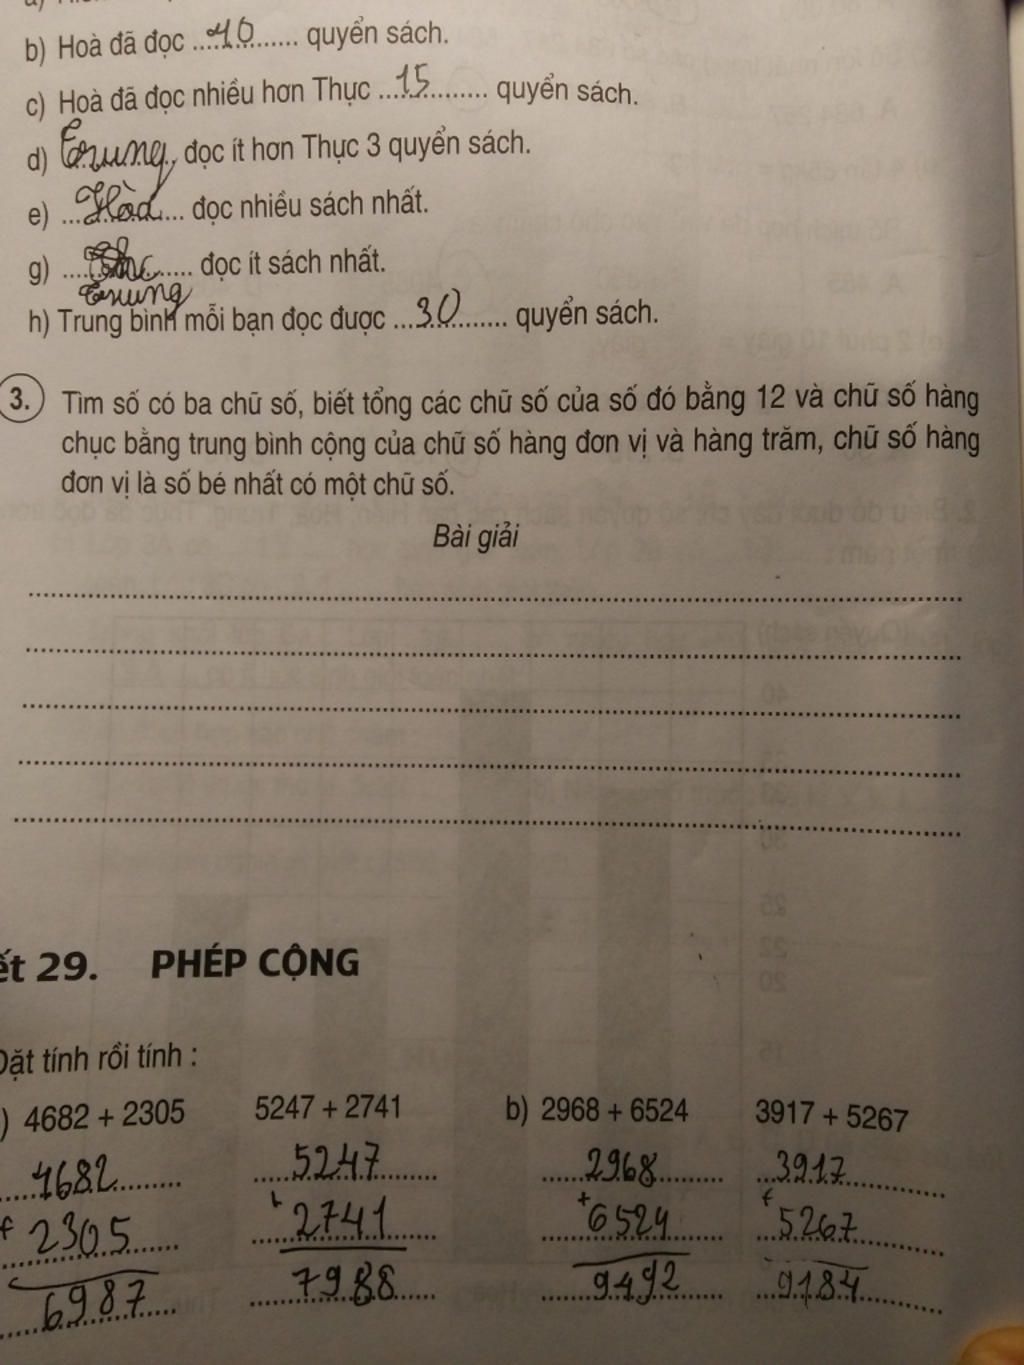 b) Hoà đã đọc ....40.... quyển sách.
c) Hoà đã đọc nhiều hơn Thực ....15.... quyển sách.
d) Trung đọc ít hơn Thực 3 quyển sách.
e) ...Hoà... đọc nhiều sách nhất.
g) ........ đọc ít sách nhất.
Trung
h) Trung bình mỗi bạn đọc được ...30... quyển sách.
3. Tìm số có ba chữ số, biết tổng các chữ số của số đó bằng 12 và chữ số hàng
chục bằng trung bình cộng của chữ số hàng đơn vị và hàng trăm, chữ số hàng
đơn vị là số bé nhất có một chữ số.
Bài giải
ết 29. PHÉP CỘNG
Đặt tính rồi tính :
) 4682 + 2305 5247 + 2741 b) 2968 + 6524 3917 + 5267
4682 5247 2968 3917
+ 2305 + 2741 + 6524 + 5267
6987 7988 9492 9184